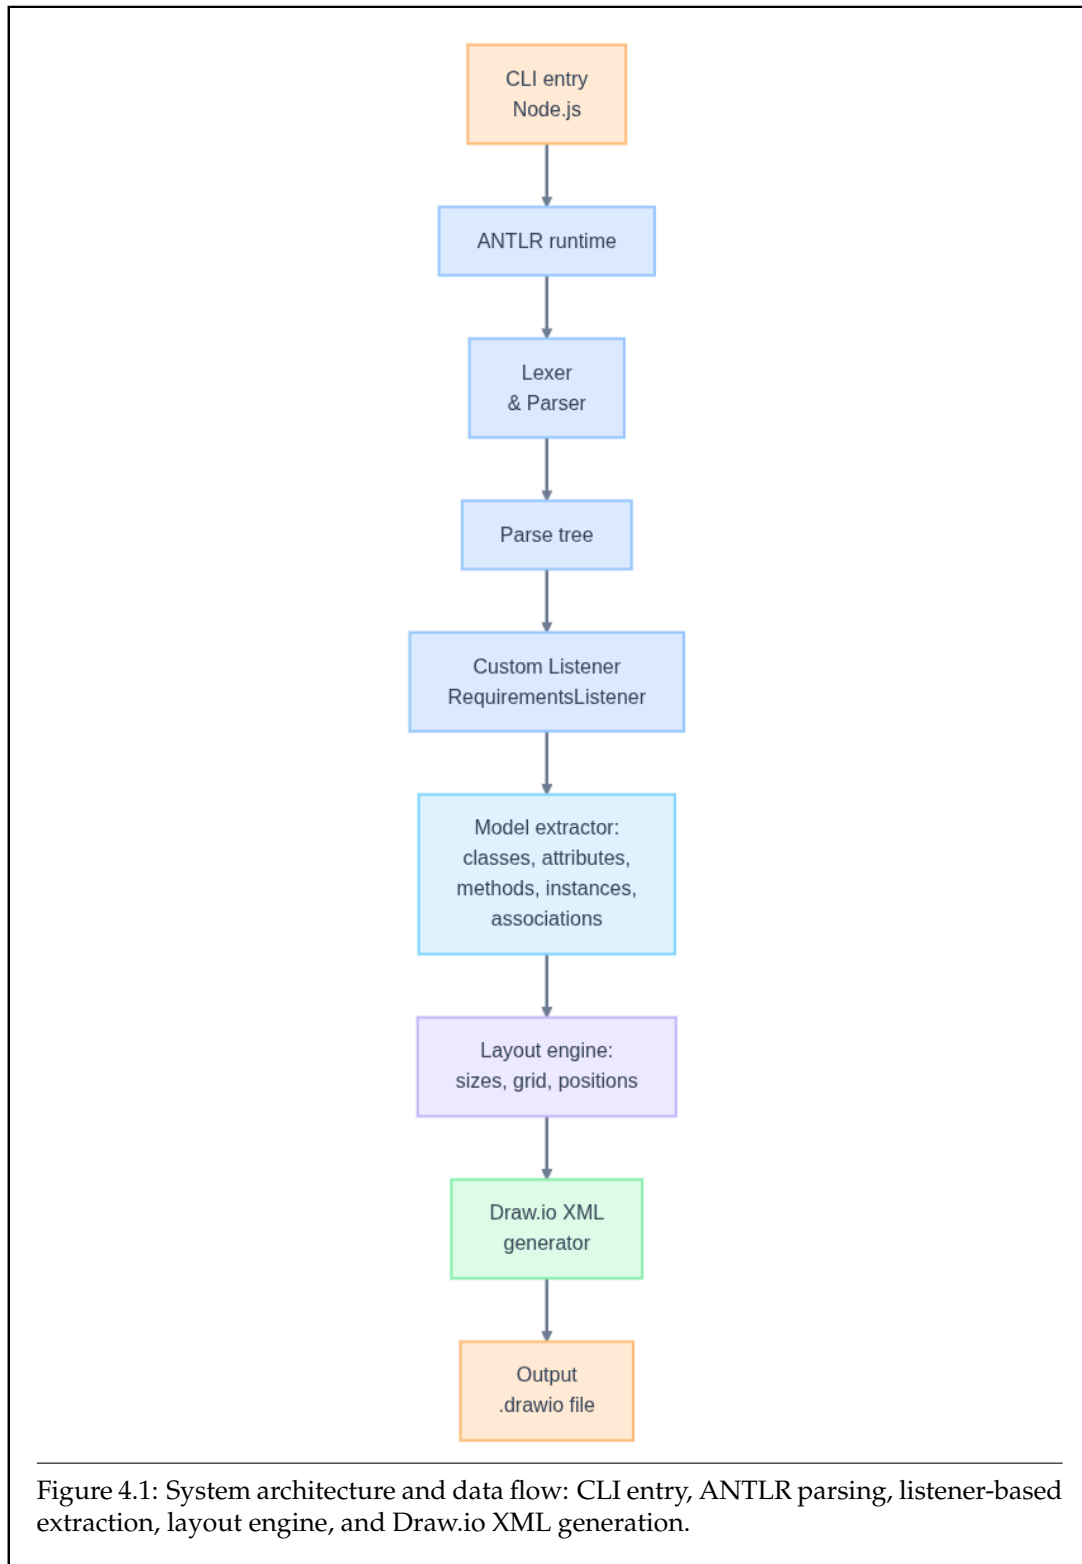 CLI entry
Node.js
ANTLR runtime
Lexer
& Parser
Parse tree
Custom Listener
RequirementsListener
Model extractor:
classes, attributes,
methods, instances,
associations
Layout engine:
sizes, grid, positions
Draw.io XML
generator
Output
.drawio file
Figure 4.1: System architecture and data flow: CLI entry, ANTLR parsing, listener-based
extraction, layout engine, and Draw.io XML generation.